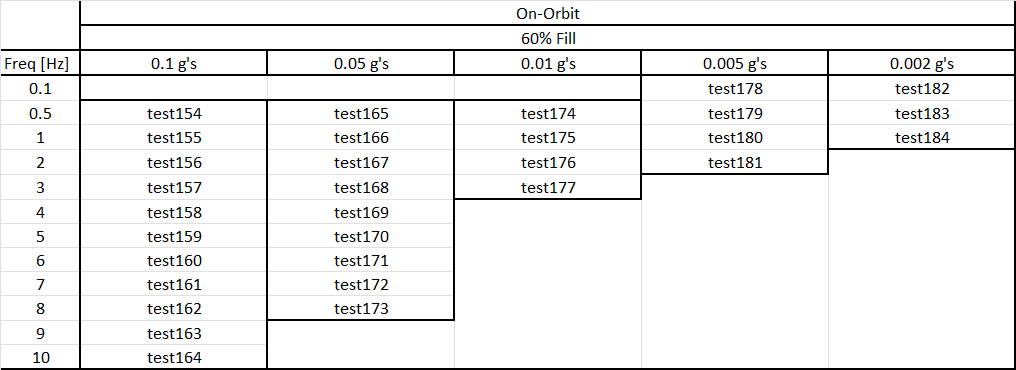 On-Orbit
60% Fill
Freq [Hz] 0.1 g's 0.05 g's 0.01 g's 0.005 g's 0.002 g's
0.1 test178 test182
0.5 test154 test165 test174 test179 test183
1 test155 test166 test175 test180 test184
2 test156 test167 test176 test181
3 test157 test168 test177
4 test158 test169
5 test159 test170
6 test160 test171
7 test161 test172
8 test162 test173
9 test163
10 test164